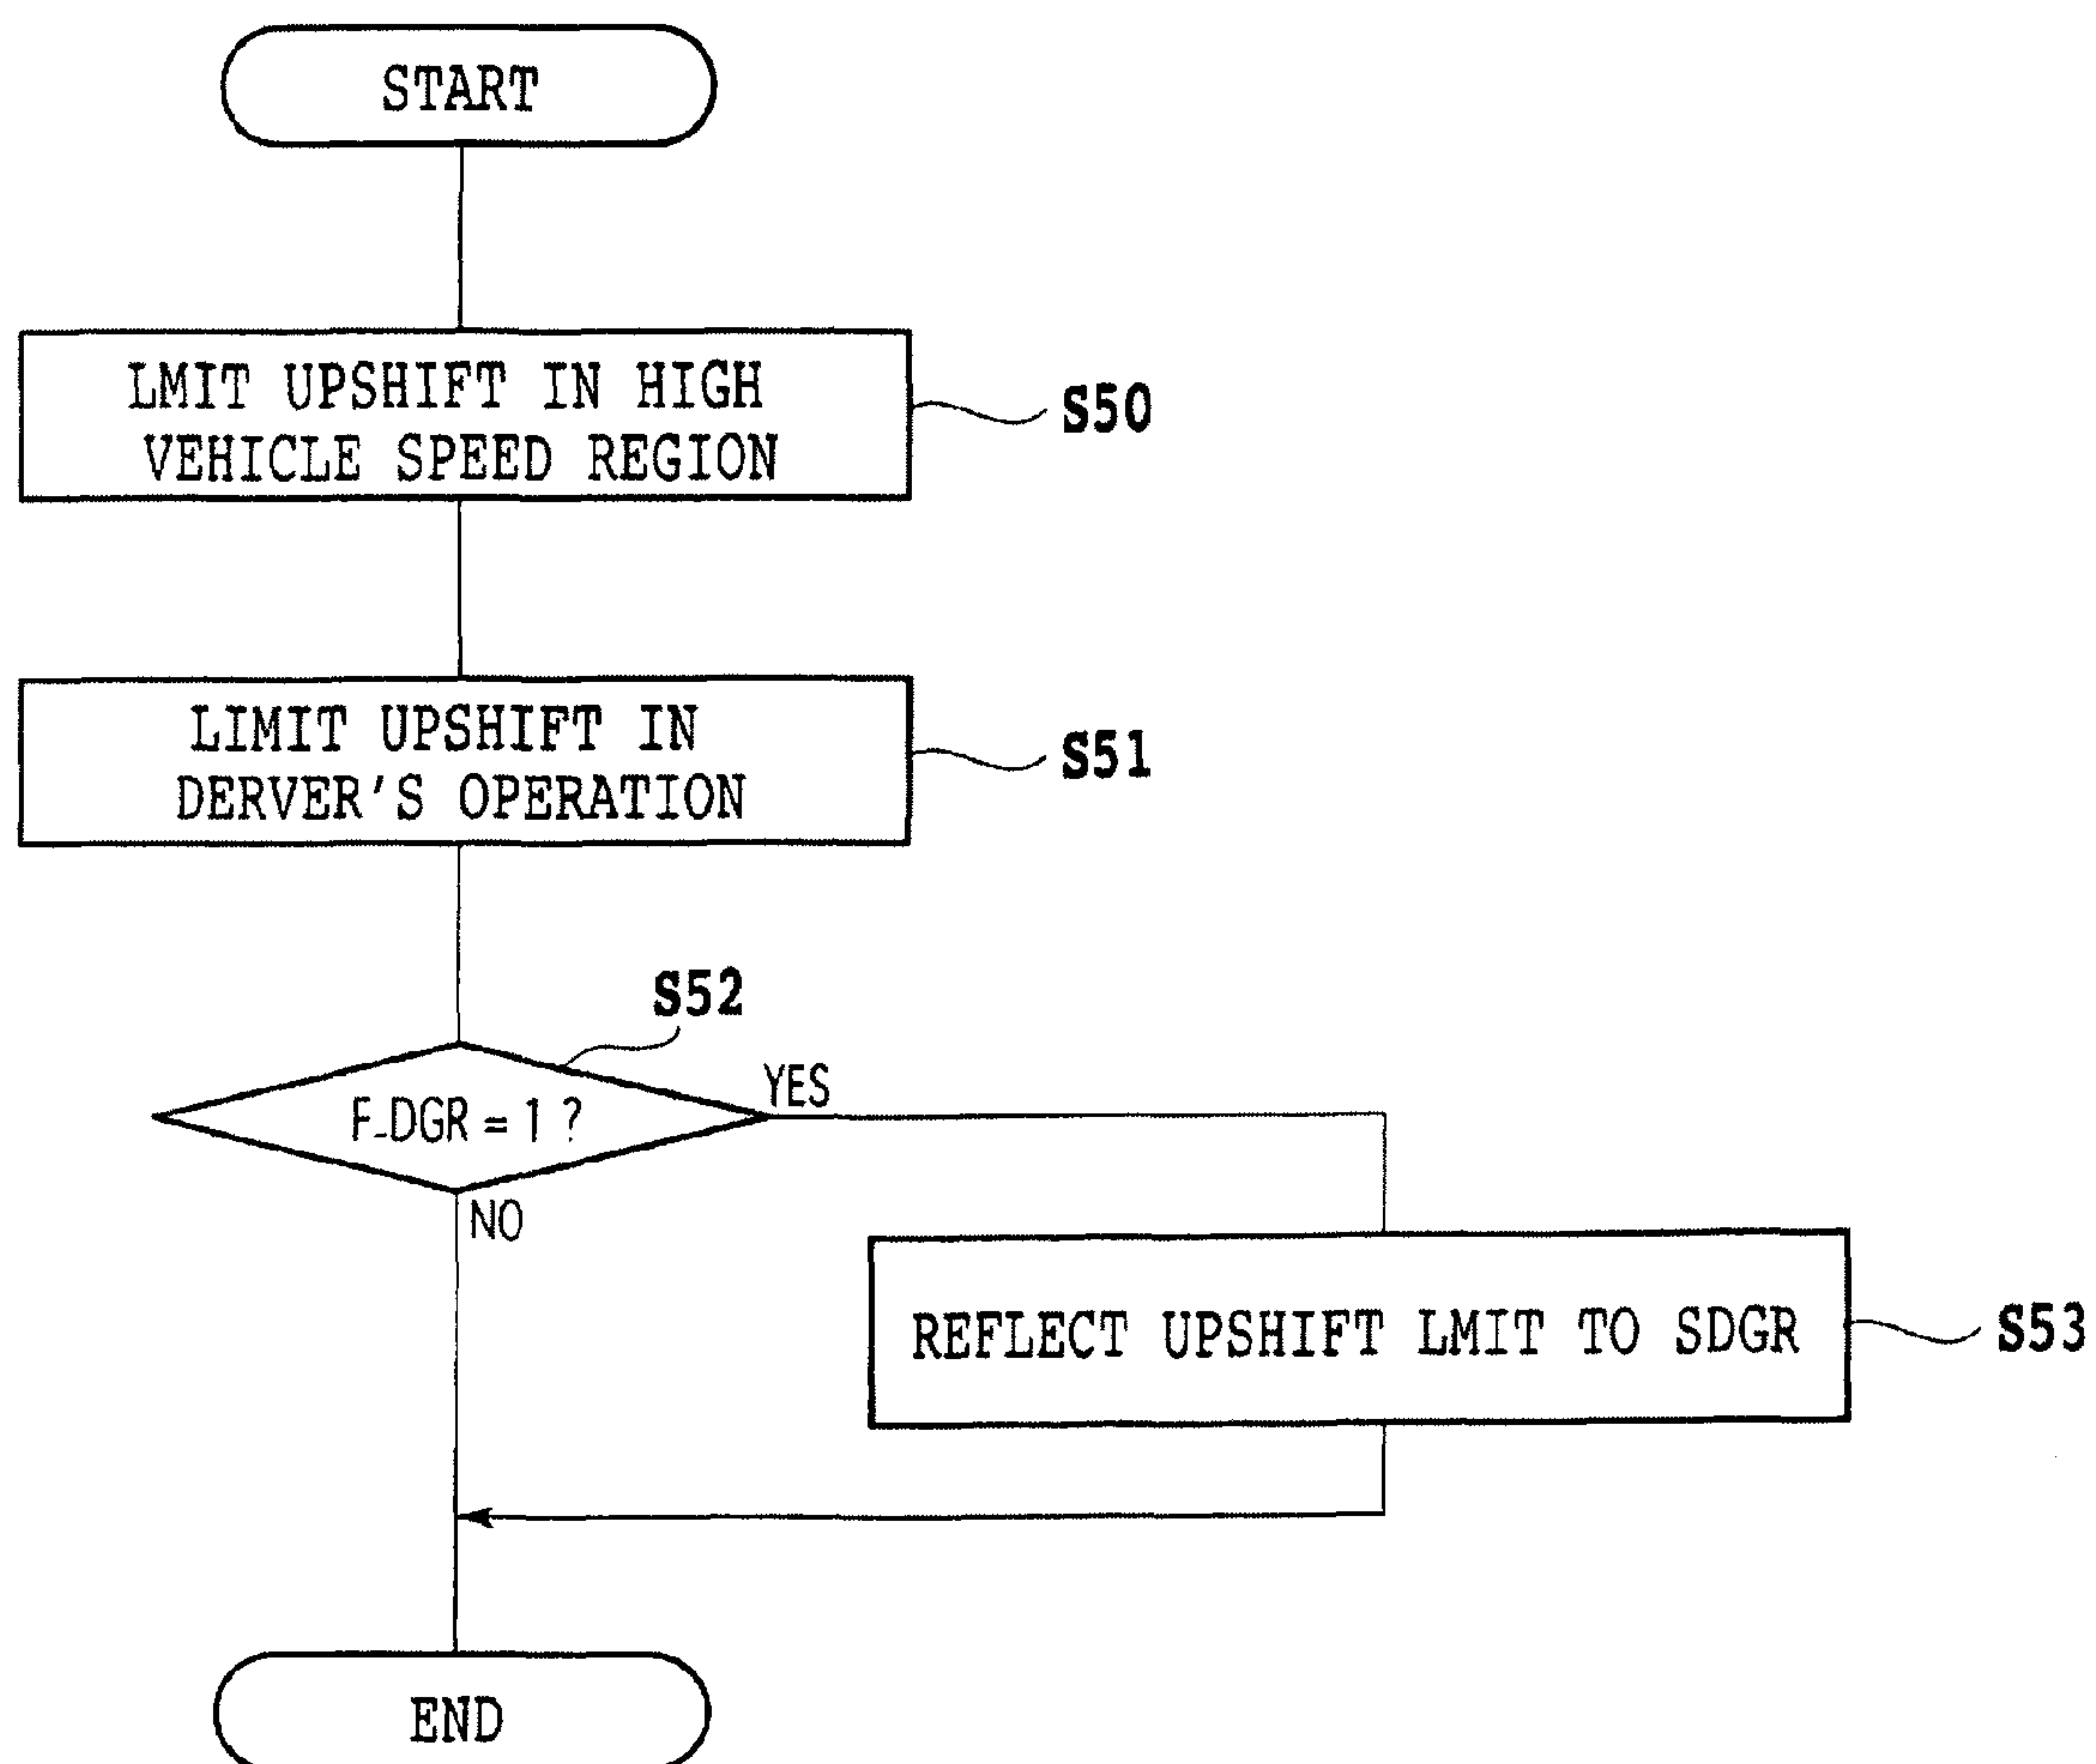 START
LMIT UPSHIFT IN HIGH
VEHICLE SPEED REGION
S50
LIMIT UPSHIFT IN
DERVER'S OPERATION
S51
S52
F_DGR = 1 ?
YES
NO
REFLECT UPSHIFT LMIT TO SDGR
S53
END